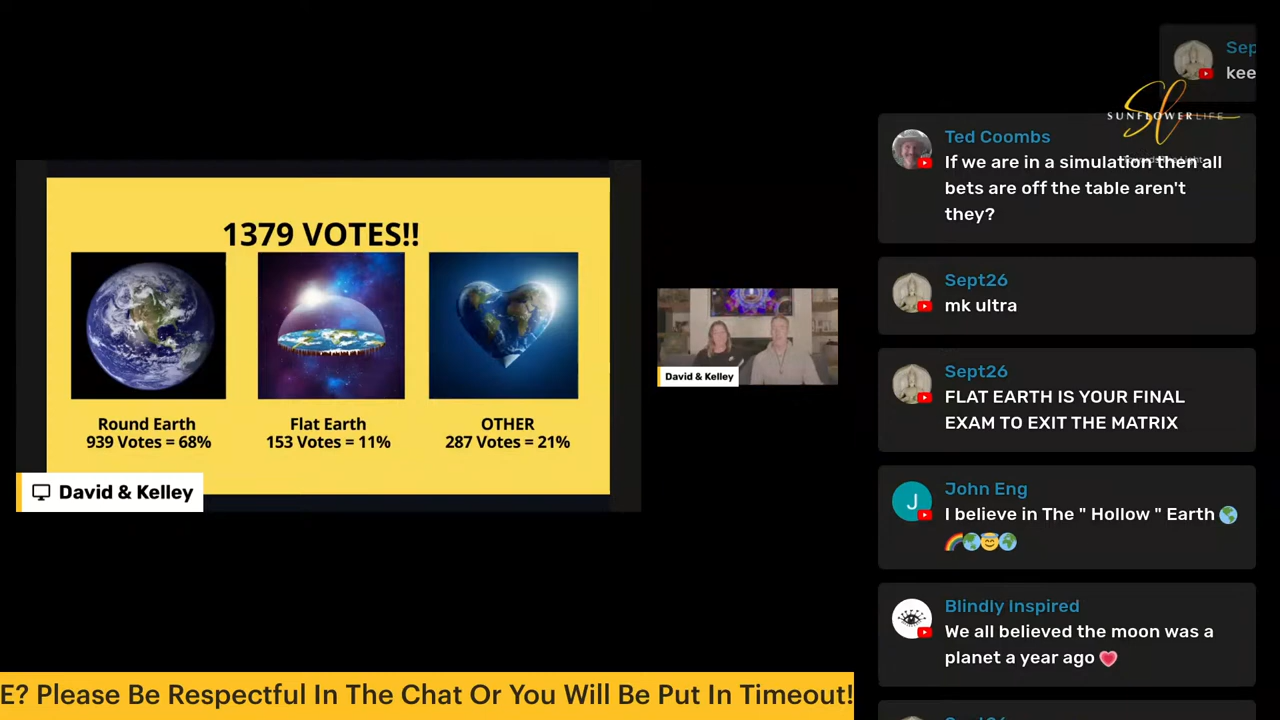 1379 VOTES!!
Round Earth
939 Votes = 68%
Flat Earth
153 Votes = 11%
OTHER
287 Votes = 21%
David & Kelley
David & Kelley
E? Please Be Respectful In The Chat Or You Will Be Put In Timeout!
Sep
kee
SUNFLOWERLIFE
Ted Coombs
If we are in a simulation then all
bets are off the table aren't
they?
Sept26
mk ultra
Sept26
FLAT EARTH IS YOUR FINAL
EXAM TO EXIT THE MATRIX
John Eng
I believe in The " Hollow " Earth 🌎
🌈🌎😇🌍
Blindly Inspired
We all believed the moon was a
planet a year ago 💗